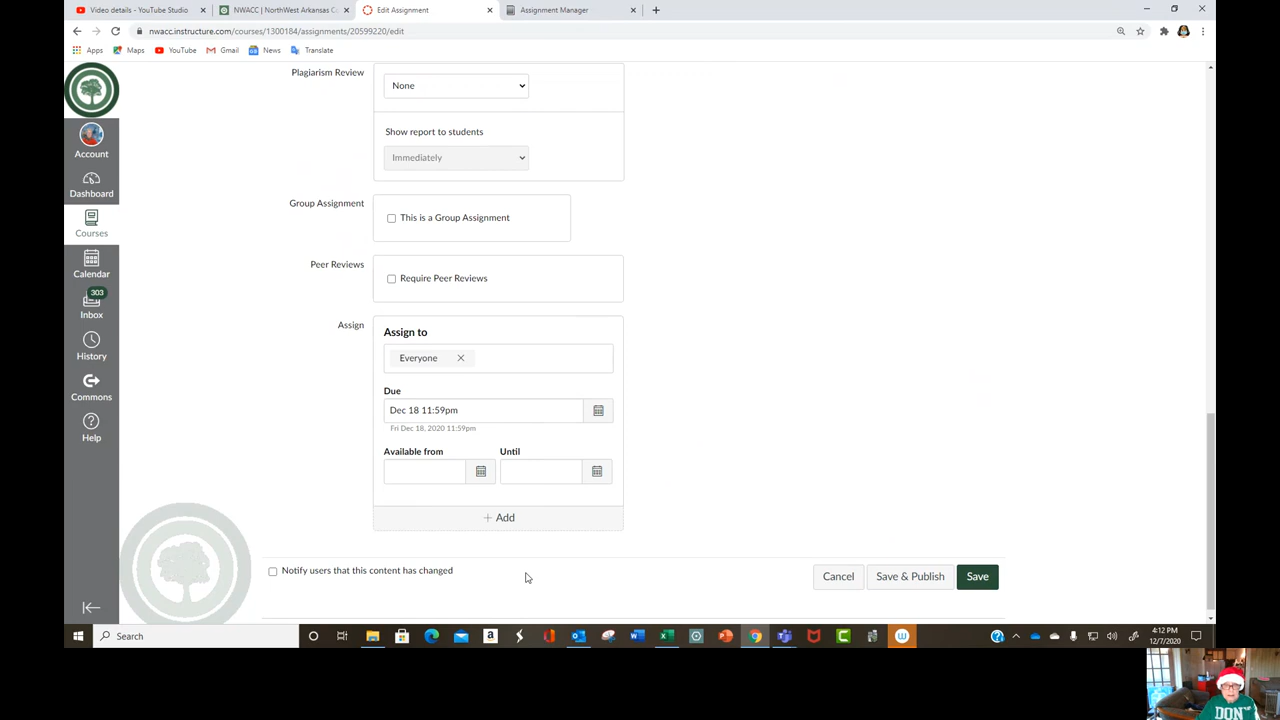 Video details - YouTube Studio
NWACC | NorthWest Arkansas C
Edit Assignment
Assignment Manager
nwacc.instructure.com/courses/1300184/assignments/20599220/edit
Apps
Maps
YouTube
Gmail
News
Translate
Account
Dashboard
Courses
Calendar
303
Inbox
History
Commons
Help
Plagiarism Review
None
Show report to students
Immediately
Group Assignment
This is a Group Assignment
Peer Reviews
Require Peer Reviews
Assign
Assign to
Everyone
Due
Dec 18 11:59pm
Fri Dec 18, 2020 11:59pm
Available from
Until
+ Add
Notify users that this content has changed
Cancel
Save & Publish
Save
Search
4:12 PM
12/7/2020
DON'